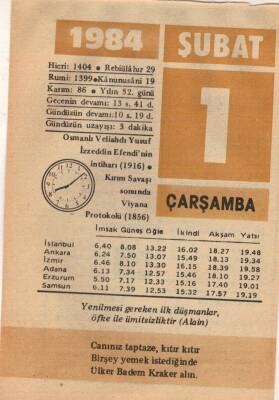 1984
ŞUBAT
Hicri: 1404 • Rebiülâhır 29
Rumi: 1399 • Kânunusâni 19
Kasım: 86 • Yılın 32. günü
Gecenin devamı: 13 s. 41 d.
Gündüzün devamı: 10 s. 19 d.
Gündüzün uzayışı: 3 dakika
1
Osmanlı Veliahdı Yusuf
İzzeddin Efendi'nin
intiharı (1916) •
Kırım Savaşı
sonunda
Viyana
Protokolü (1856)
ÇARŞAMBA
İmsak Güneş Öğle İkindi Akşam Yatsı
İstanbul 6,40 8.08 13,22 16.02 18,27 19,48
Ankara 6,24 7.50 13,07 15,49 18.13 19,34
İzmir 6,46 8.10 13,30 16,15 18,39 19,58
Adana 6,13 7,34 12,57 15,46 18,10 19,27
Erzurum 5,50 7.17 12,33 15,16 17,40 19,01
Samsun 6,11 7,39 12,53 15,32 17,57 19,19
Yenilmesi gereken ilk düşmanlar,
öfke ile ümitsizliktir (Alain)
Canınız taptaze, kıtır kıtır
Birşey yemek istediğinde
Ülker Badem Kraker alın.